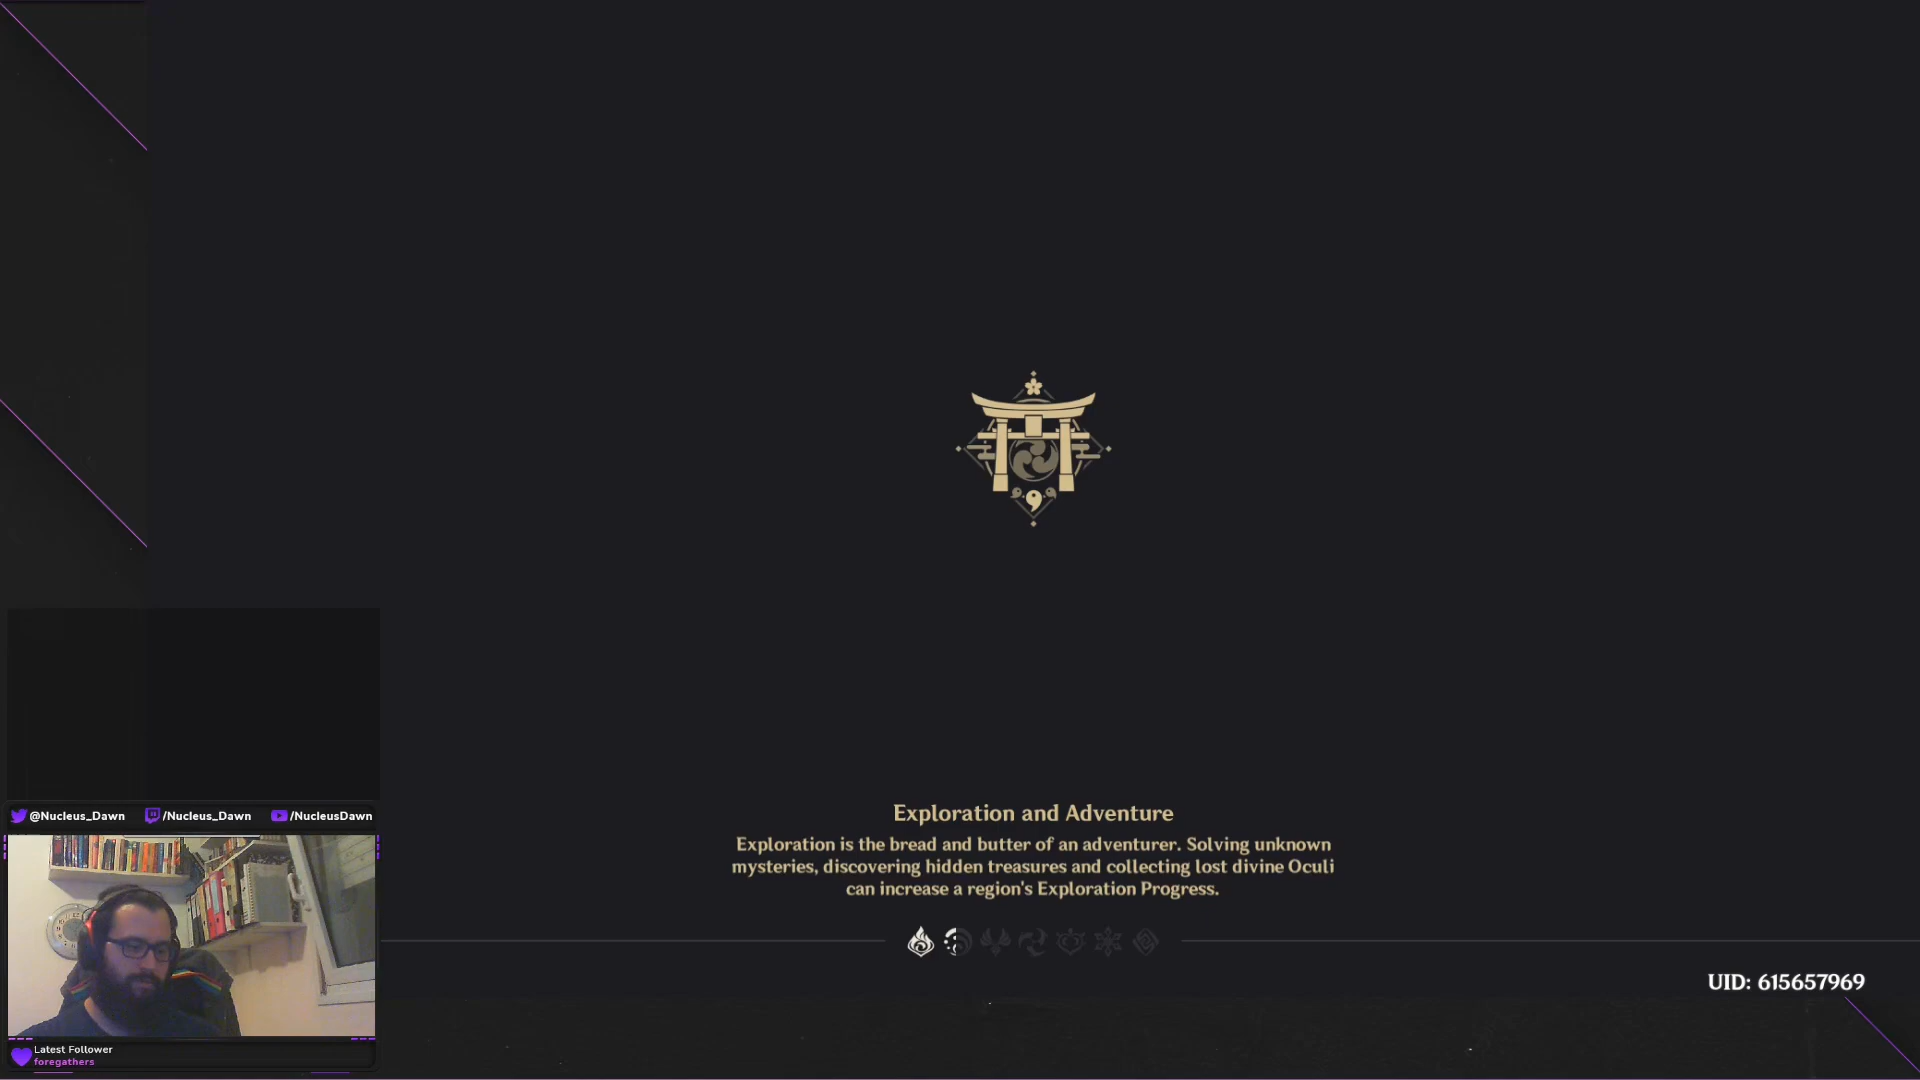 Exploration and Adventure
Exploration is the bread and butter of an adventurer. Solving unknown
mysteries, discovering hidden treasures and collecting lost divine Oculi
can increase a region's Exploration Progress.
@Nucleus_Dawn /Nucleus_Dawn /NucleusDawn
UID: 615657969
Latest Follower
foregathers